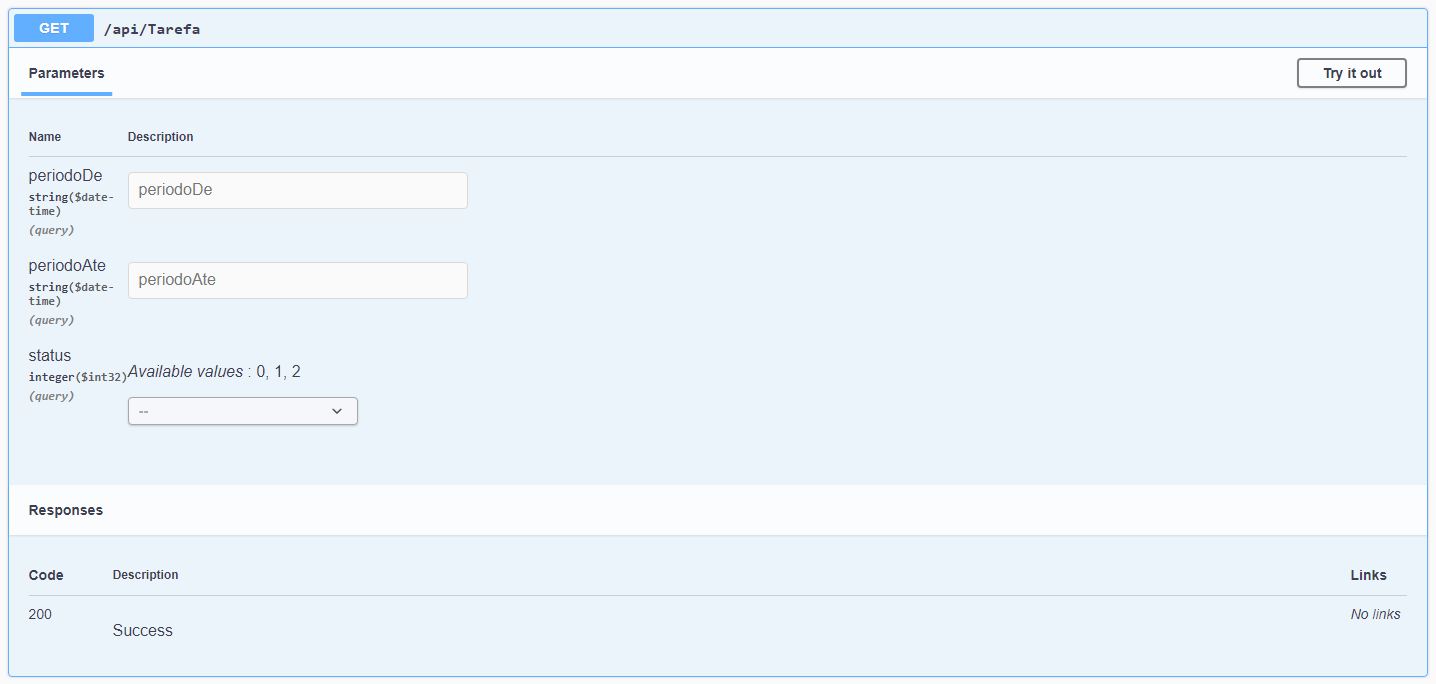 GET /api/Tarefa
Parameters
Try it out
Name Description
periodoDe
string($date-
time)
(query)
periodoDe
periodoAte
string($date-
time)
(query)
periodoAte
status
integer($int32)
(query)
Available values : 0, 1, 2
--
Responses
Code Description Links
200
Success
No links